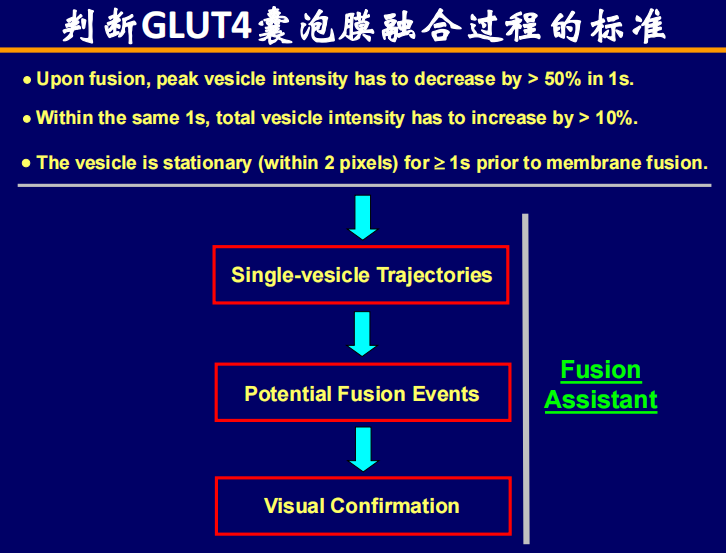 判断GLUT4囊泡膜融合过程的标准
● Upon fusion, peak vesicle intensity has to decrease by > 50% in 1s.
● Within the same 1s, total vesicle intensity has to increase by > 10%.
● The vesicle is stationary (within 2 pixels) for ≥ 1s prior to membrane fusion.
Single-vesicle Trajectories
Potential Fusion Events
Fusion
Assistant
Visual Confirmation